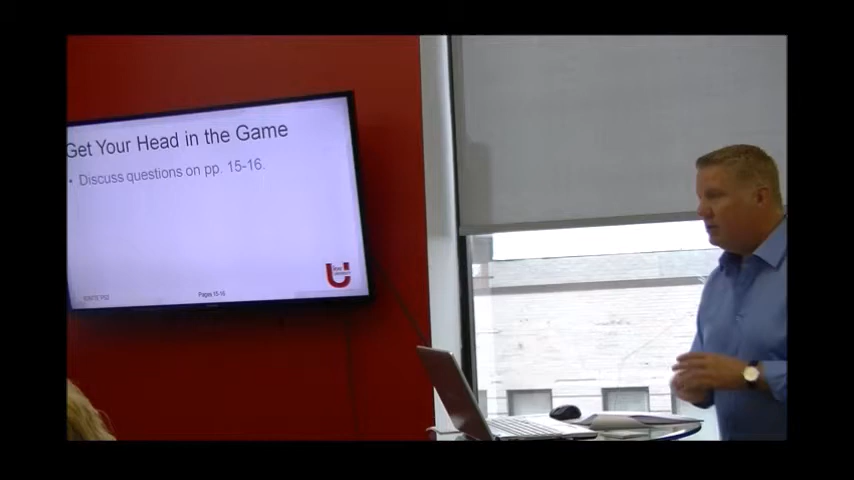 Get Your Head in the Game
• Discuss questions on pp. 15-16.
Pages 15-16